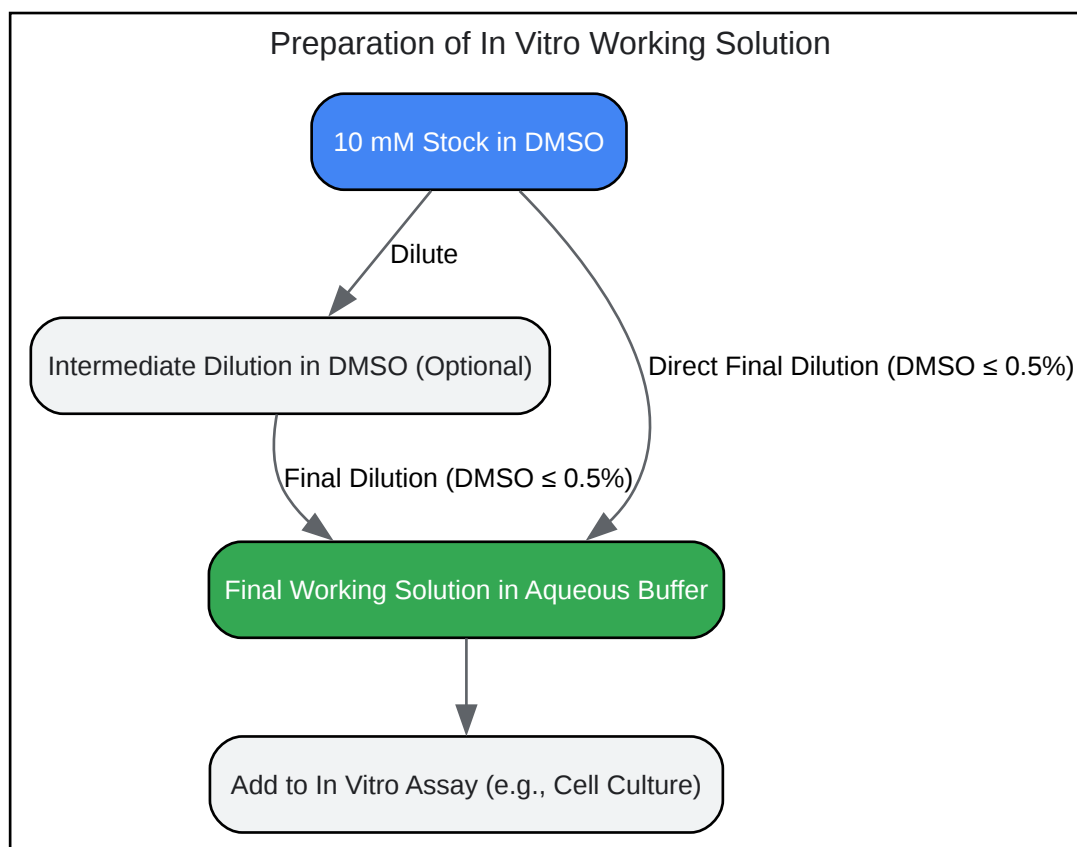 Preparation of In Vitro Working Solution
10 mM Stock in DMSO
Dilute
Intermediate Dilution in DMSO (Optional)
Direct Final Dilution (DMSO ≤ 0.5%)
Final Dilution (DMSO ≤ 0.5%)
Final Working Solution in Aqueous Buffer
Add to In Vitro Assay (e.g., Cell Culture)